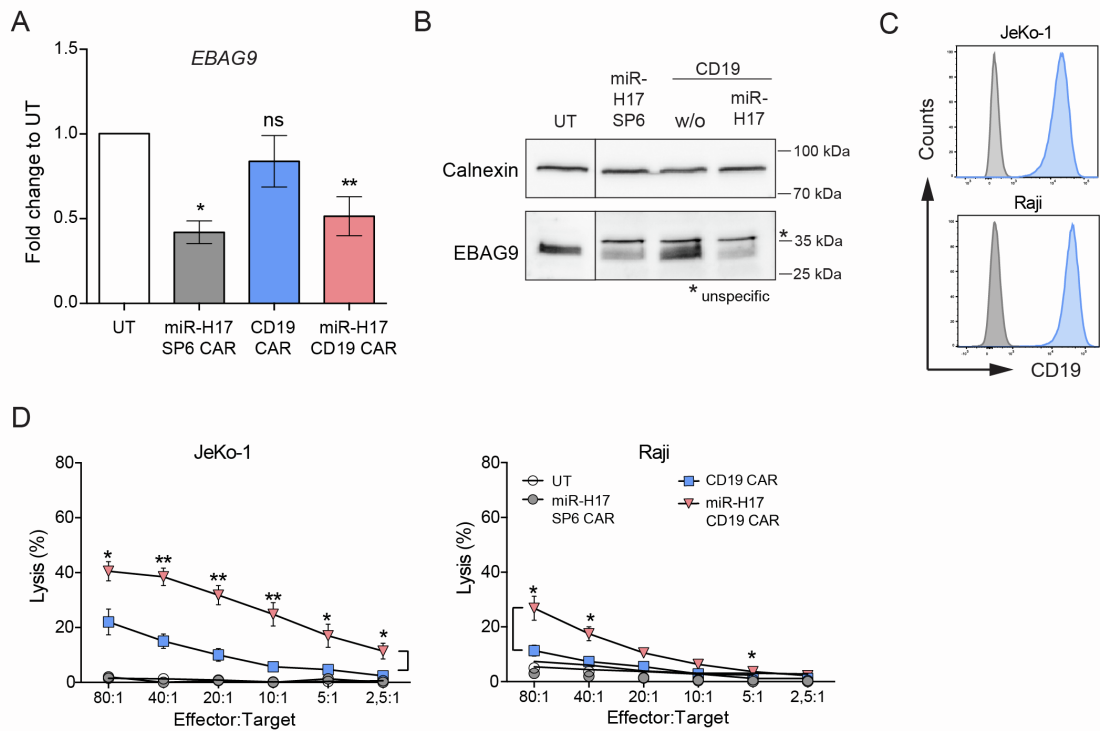 A
EBAG9
Fold change to UT
1.5
1.0
0.5
0.0
*
ns
**
UT
miR-H17
SP6 CAR
CD19
CAR
miR-H17
CD19 CAR
B
UT
miR-
H17
SP6
CD19
w/o
miR-
H17
Calnexin
100 kDa
70 kDa
EBAG9
*
35 kDa
25 kDa
* unspecific
C
JeKo-1
Raji
Counts
CD19
D
JeKo-1
Lysis (%)
80
60
40
20
0
* ** ** ** * *
80:1 40:1 20:1 10:1 5:1 2,5:1
Effector:Target
Raji
Lysis (%)
80
60
40
20
0
UT
miR-H17
SP6 CAR
CD19 CAR
miR-H17
CD19 CAR
* * *
80:1 40:1 20:1 10:1 5:1 2,5:1
Effector:Target